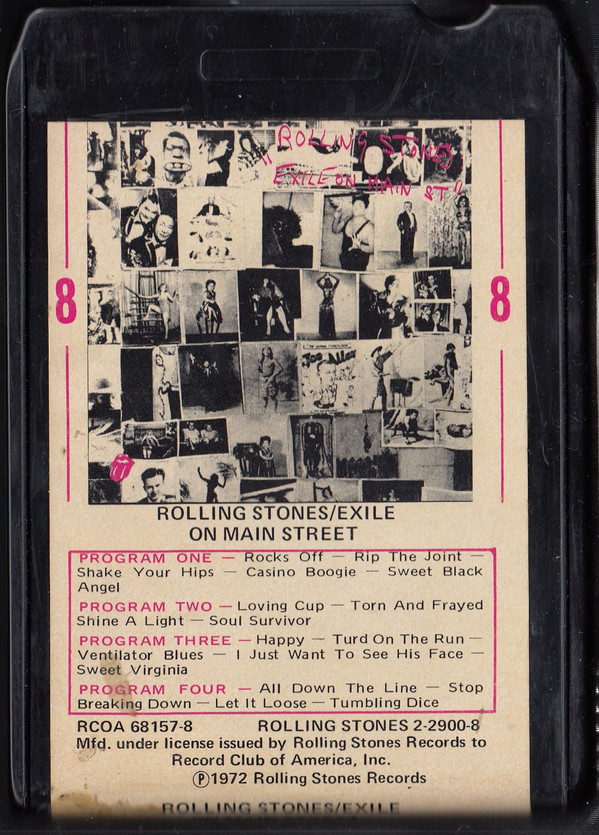 ROLLING STONES
"EXILE ON MAIN ST"
8 8
Joe Allen
ROLLING STONES/EXILE
ON MAIN STREET
PROGRAM ONE — Rocks Off — Rip The Joint —
Shake Your Hips — Casino Boogie — Sweet Black
Angel
PROGRAM TWO — Loving Cup — Torn And Frayed
Shine A Light — Soul Survivor
PROGRAM THREE — Happy — Turd On The Run —
Ventilator Blues — I Just Want To See His Face —
Sweet Virginia
PROGRAM FOUR — All Down The Line — Stop
Breaking Down — Let It Loose — Tumbling Dice
RCOA 68157-8 ROLLING STONES 2-2900-8
Mfd. under license issued by Rolling Stones Records to
Record Club of America, Inc.
Ⓟ1972 Rolling Stones Records
ROLLING STONES/EXILE